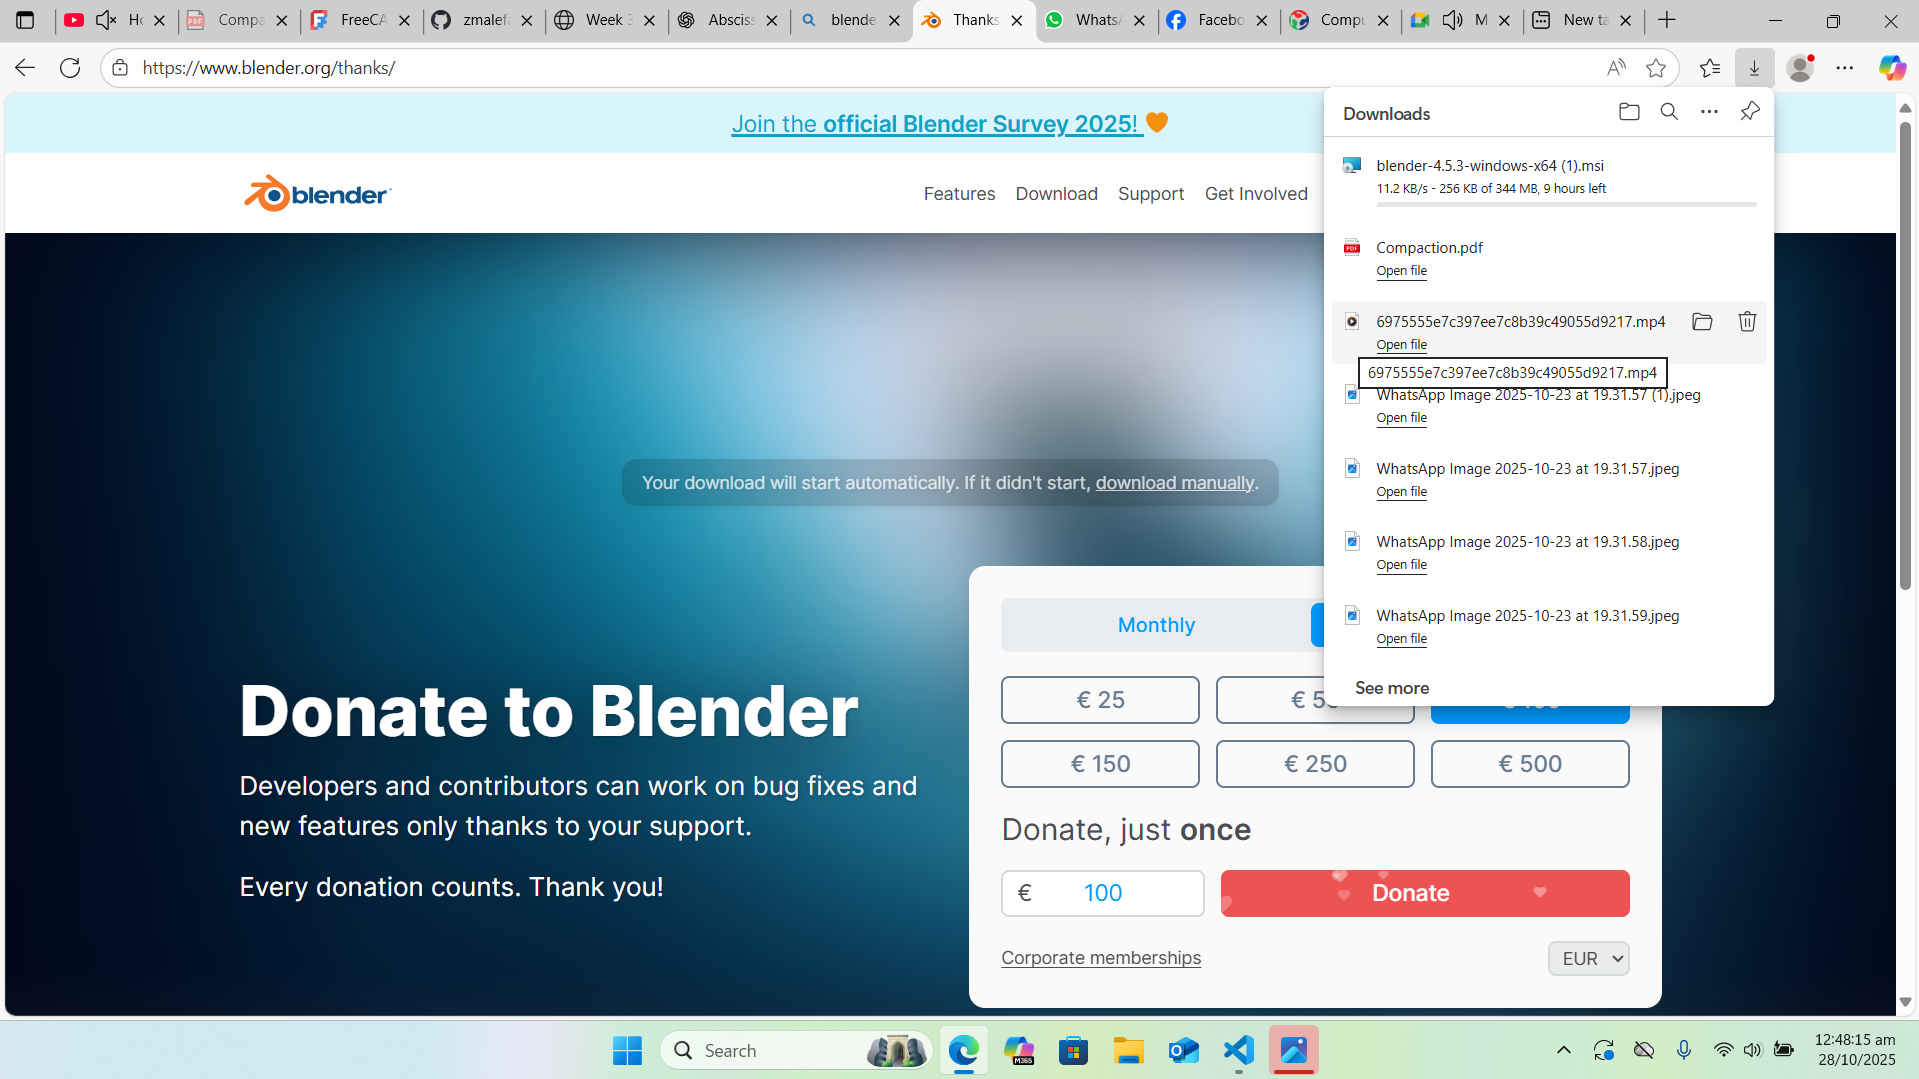 Ho
Compa
FreeCA
zmalefa
Week 3
Absciss
blende
Thanks
WhatsA
Facebo
Compu
M
New ta
https://www.blender.org/thanks/
Join the official Blender Survey 2025! 🧡
blender
Features Download Support Get Involved
Your download will start automatically. If it didn't start, download manually.
Donate to Blender
Developers and contributors can work on bug fixes and
new features only thanks to your support.
Every donation counts. Thank you!
Monthly
€ 25
€ 50
€ 150
€ 250
€ 500
Donate, just once
€ 100
Donate
Corporate memberships
EUR
Downloads
blender-4.5.3-windows-x64 (1).msi
11.2 KB/s - 256 KB of 344 MB, 9 hours left
Compaction.pdf
Open file
6975555e7c397ee7c8b39c49055d9217.mp4
Open file
6975555e7c397ee7c8b39c49055d9217.mp4
WhatsApp Image 2025-10-23 at 19.31.57 (1).jpeg
Open file
WhatsApp Image 2025-10-23 at 19.31.57.jpeg
Open file
WhatsApp Image 2025-10-23 at 19.31.58.jpeg
Open file
WhatsApp Image 2025-10-23 at 19.31.59.jpeg
Open file
See more
Search
M365
12:48:15 am
28/10/2025